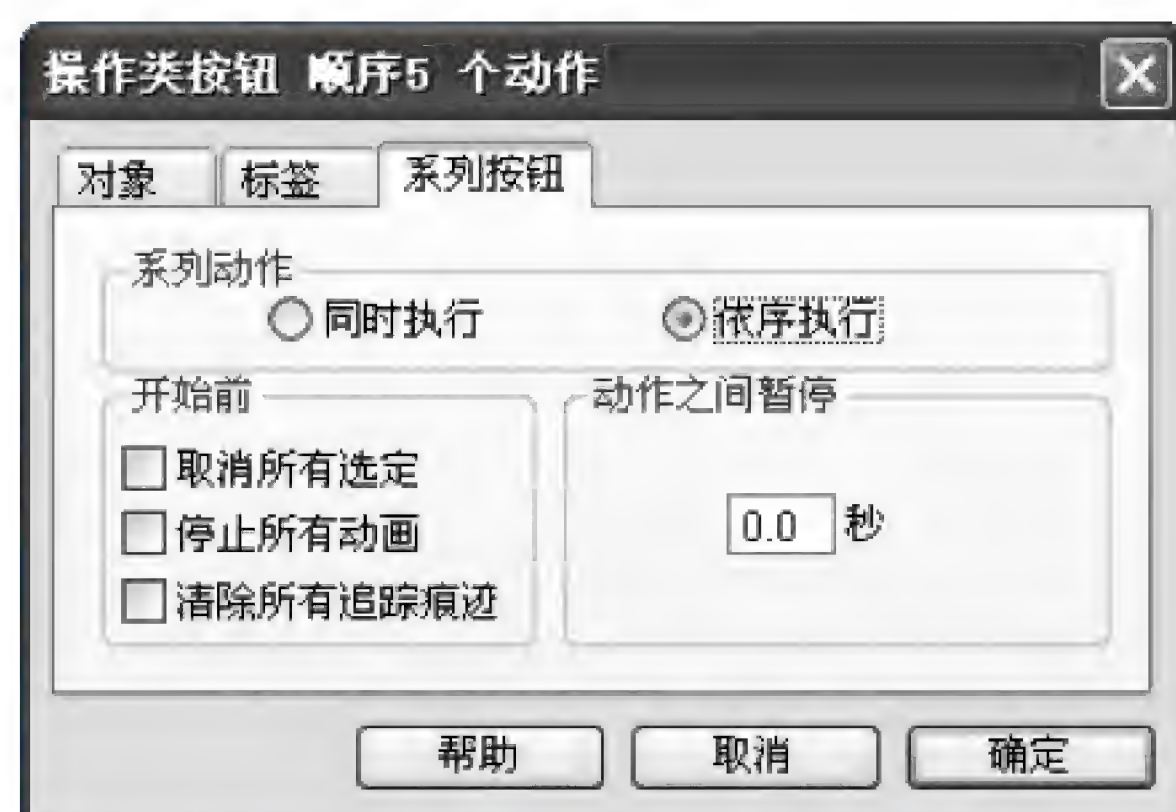 操作类按钮 顺序5 个动作
对象 标签 系列按钮
系列动作
同时执行 依序执行
开始前 动作之间暂停
取消所有选定
停止所有动画 0.0 秒
清除所有追踪痕迹
帮助 取消 确定